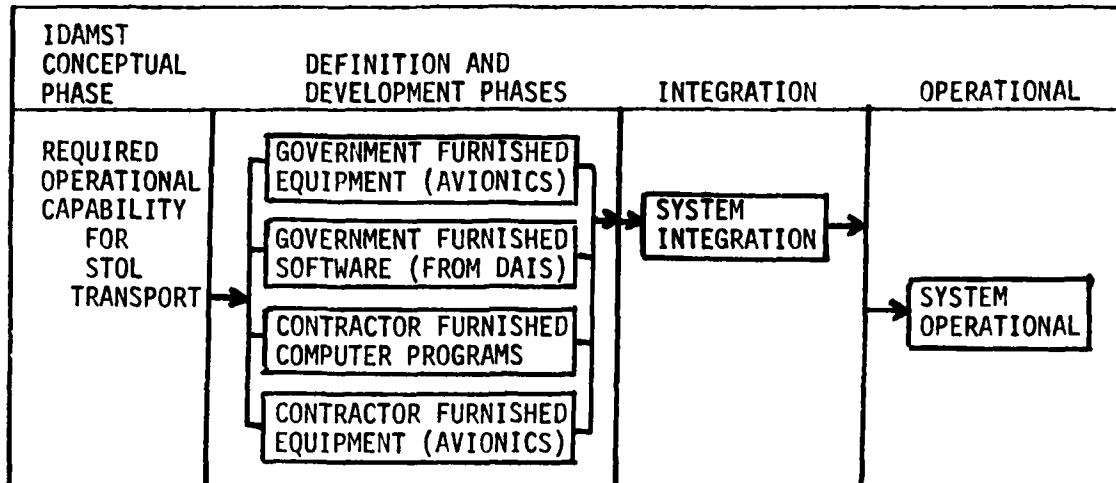 IDAMST
CONCEPTUAL
PHASE
DEFINITION AND
DEVELOPMENT PHASES
INTEGRATION
OPERATIONAL
REQUIRED
OPERATIONAL
CAPABILITY
FOR
STOL
TRANSPORT
GOVERNMENT FURNISHED
EQUIPMENT (AVIONICS)
GOVERNMENT FURNISHED
SOFTWARE (FROM DAIS)
CONTRACTOR FURNISHED
COMPUTER PROGRAMS
CONTRACTOR FURNISHED
EQUIPMENT (AVIONICS)
SYSTEM
INTEGRATION
SYSTEM
OPERATIONAL